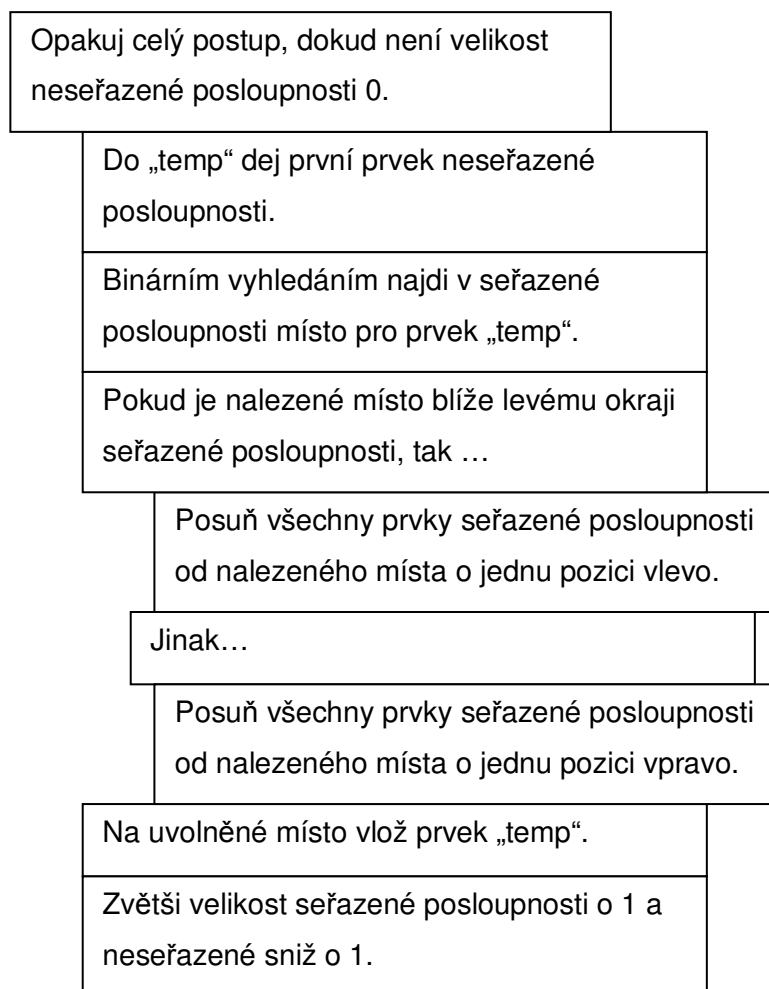 Opakuj celý postup, dokud není velikost
neseřazené posloupnosti 0.
Do „temp“ dej první prvek neseřazené
posloupnosti.
Binárním vyhledáním najdi v seřazené
posloupnosti místo pro prvek „temp“.
Pokud je nalezené místo blíže levému okraji
seřazené posloupnosti, tak …
Posuň všechny prvky seřazené posloupnosti
od nalezeného místa o jednu pozici vlevo.
Jinak…
Posuň všechny prvky seřazené posloupnosti
od nalezeného místa o jednu pozici vpravo.
Na uvolněné místo vlož prvek „temp“.
Zvětši velikost seřazené posloupnosti o 1 a
neseřazené sniž o 1.